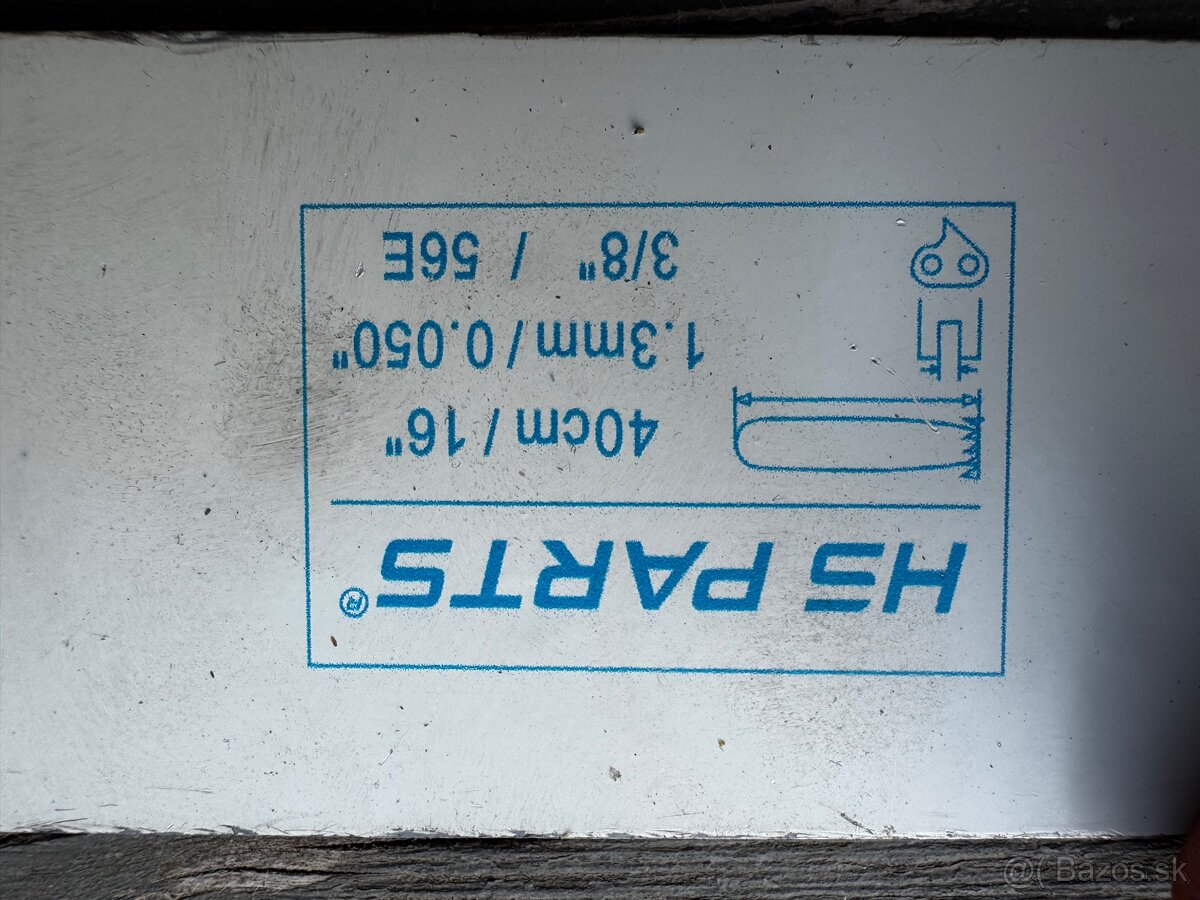 HS PARTS®
40cm / 16"
1.3mm / 0.050"
3/8" / 56E
@( Bazos.sk